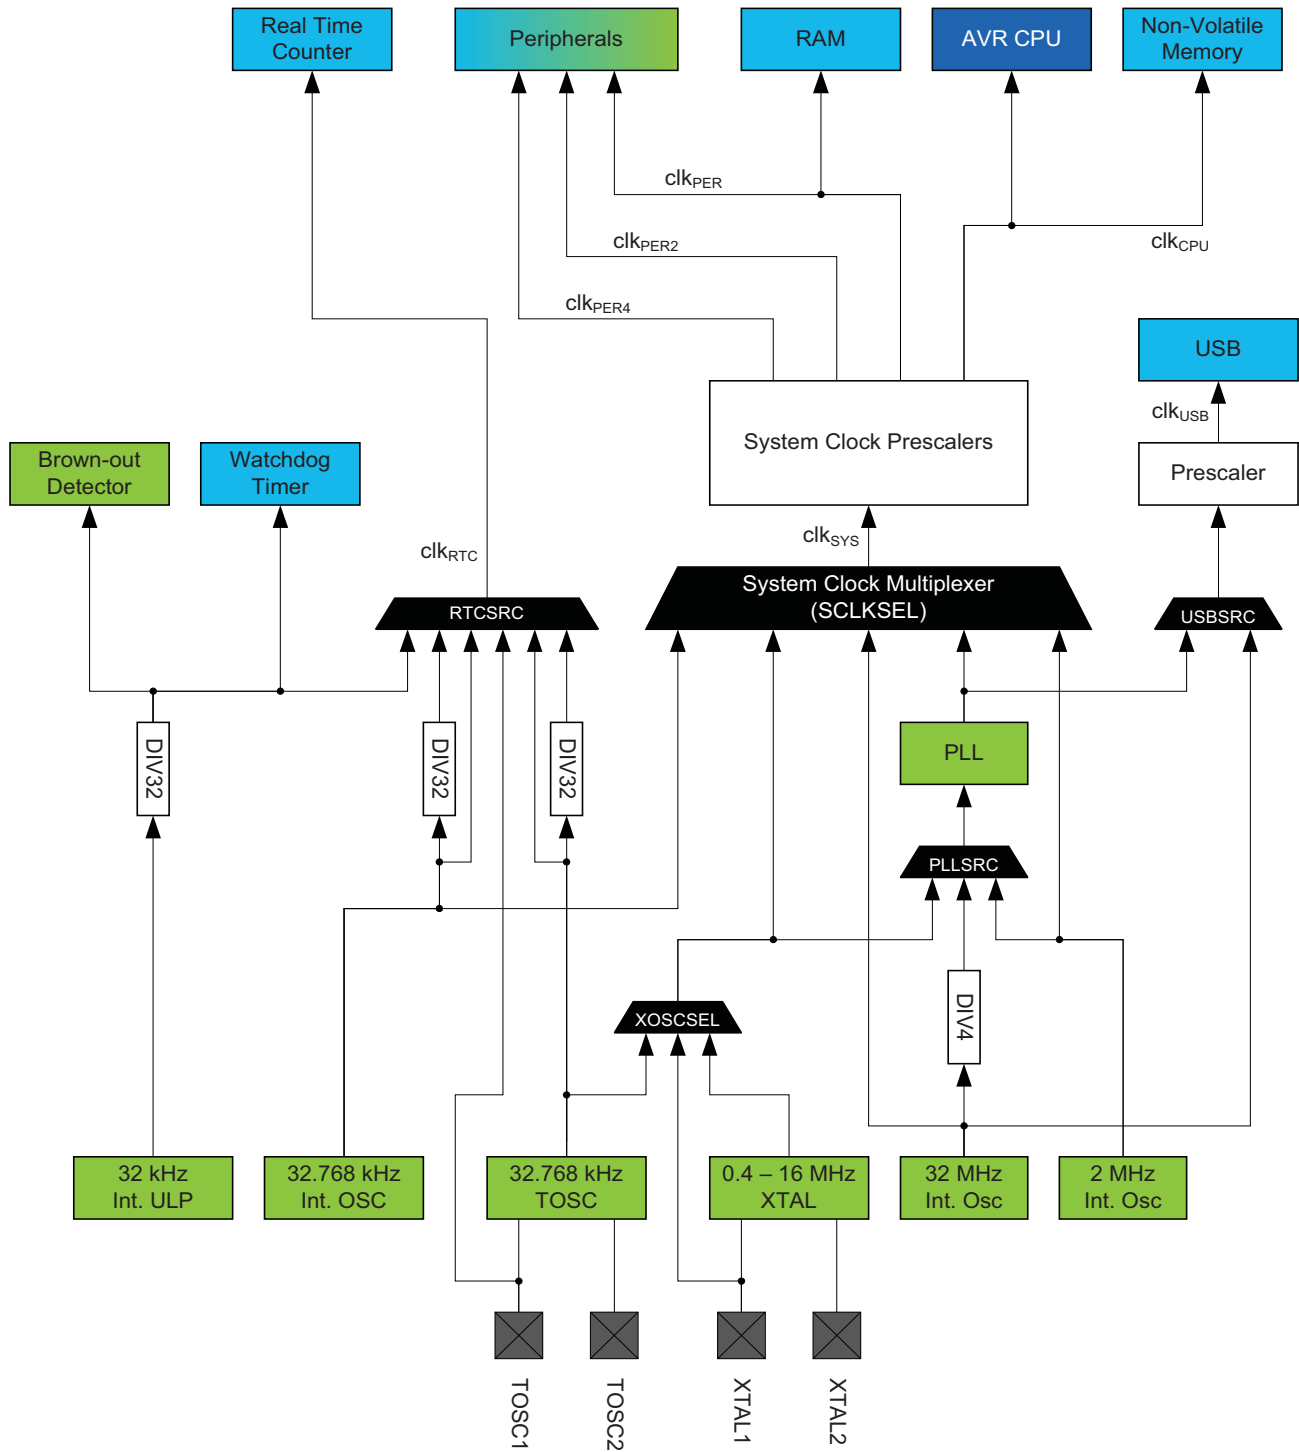 Real Time
Counter
Peripherals
RAM
AVR CPU
Non-Volatile
Memory
clkPER
clkPER2
clkCPU
clkPER4
USB
clkUSB
System Clock Prescalers
Brown-out
Detector
Watchdog
Timer
Prescaler
clkSYS
clkRTC
System Clock Multiplexer
(SCLKSEL)
RTCSRC
USBSRC
DIV32
DIV32
DIV32
PLL
PLLSRC
DIV4
XOSCSEL
32 kHz
Int. ULP
32.768 kHz
Int. OSC
32.768 kHz
TOSC
0.4 – 16 MHz
XTAL
32 MHz
Int. Osc
2 MHz
Int. Osc
TOSC1
TOSC2
XTAL1
XTAL2